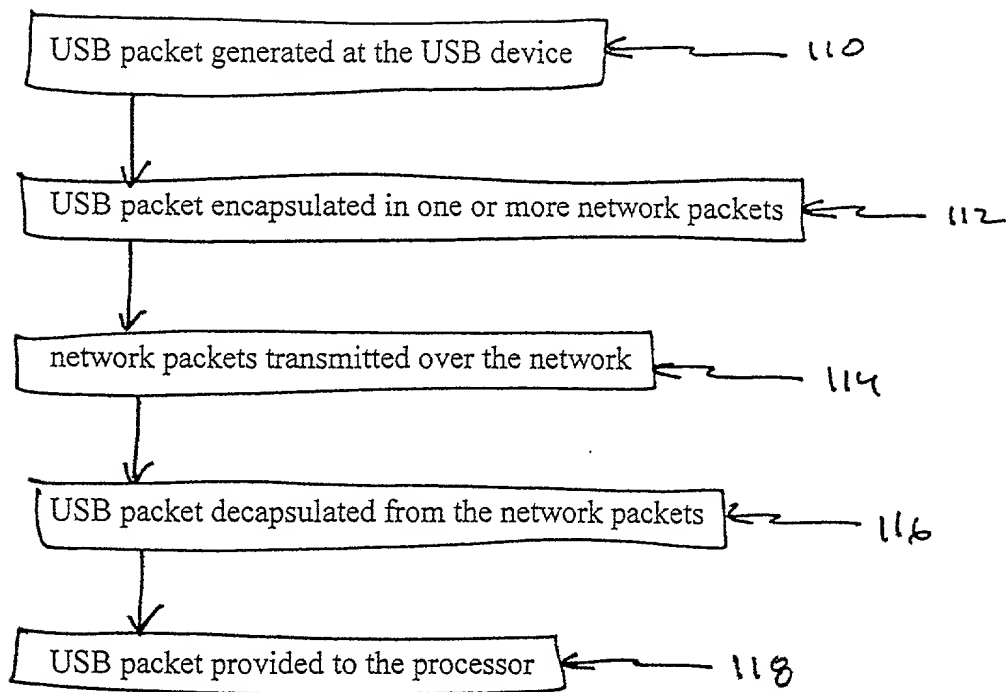 USB packet generated at the USB device 110
USB packet encapsulated in one or more network packets 112
network packets transmitted over the network 114
USB packet decapsulated from the network packets 116
USB packet provided to the processor 118